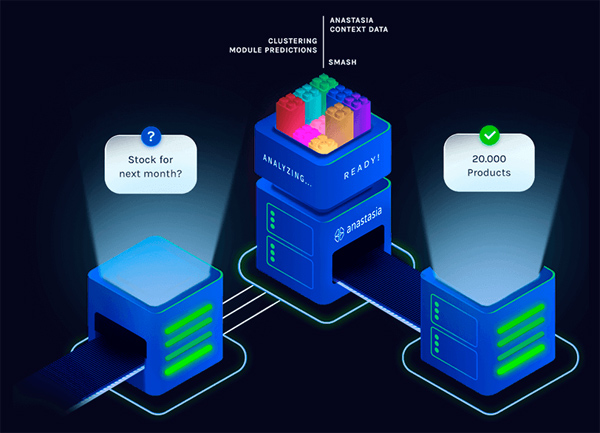 ANASTASIA
CONTEXT DATA
CLUSTERING
MODULE PREDICTIONS
SMASH
?
Stock for
next month?
ANALYZING...
READY!
anastasia
20.000
Products